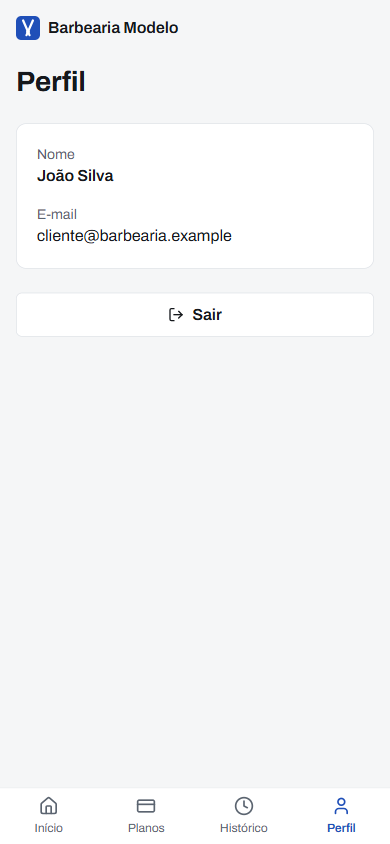 Barbearia Modelo
Perfil
Nome
João Silva
E-mail
cliente@barbearia.example
Sair
Início
Planos
Histórico
Perfil